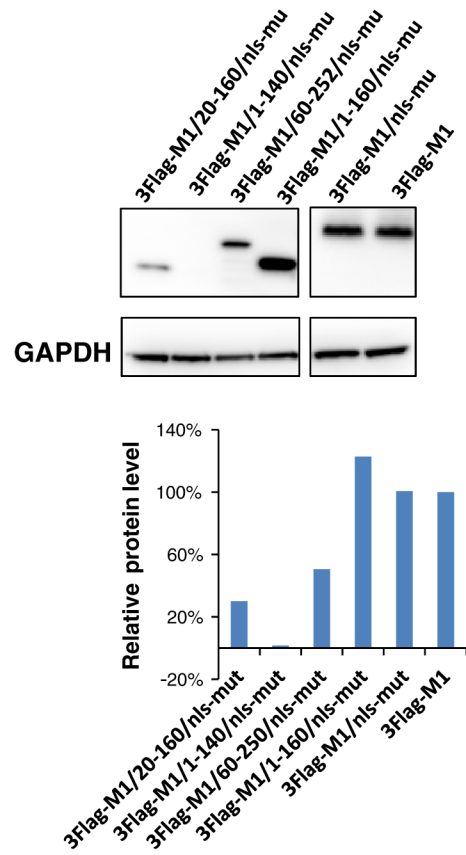 3Flag-M1/20-160/nls-mu
3Flag-M1/1-140/nls-mu
3Flag-M1/60-252/nls-mu
3Flag-M1/1-160/nls-mu
3Flag-M1/nls-mu
3Flag-M1
GAPDH
Relative protein level
140%
100%
60%
20%
-20%
3Flag-M1/20-160/nls-mut
3Flag-M1/1-140/nls-mut
3Flag-M1/60-250/nls-mut
3Flag-M1/1-160/nls-mut
3Flag-M1/nls-mut
3Flag-M1